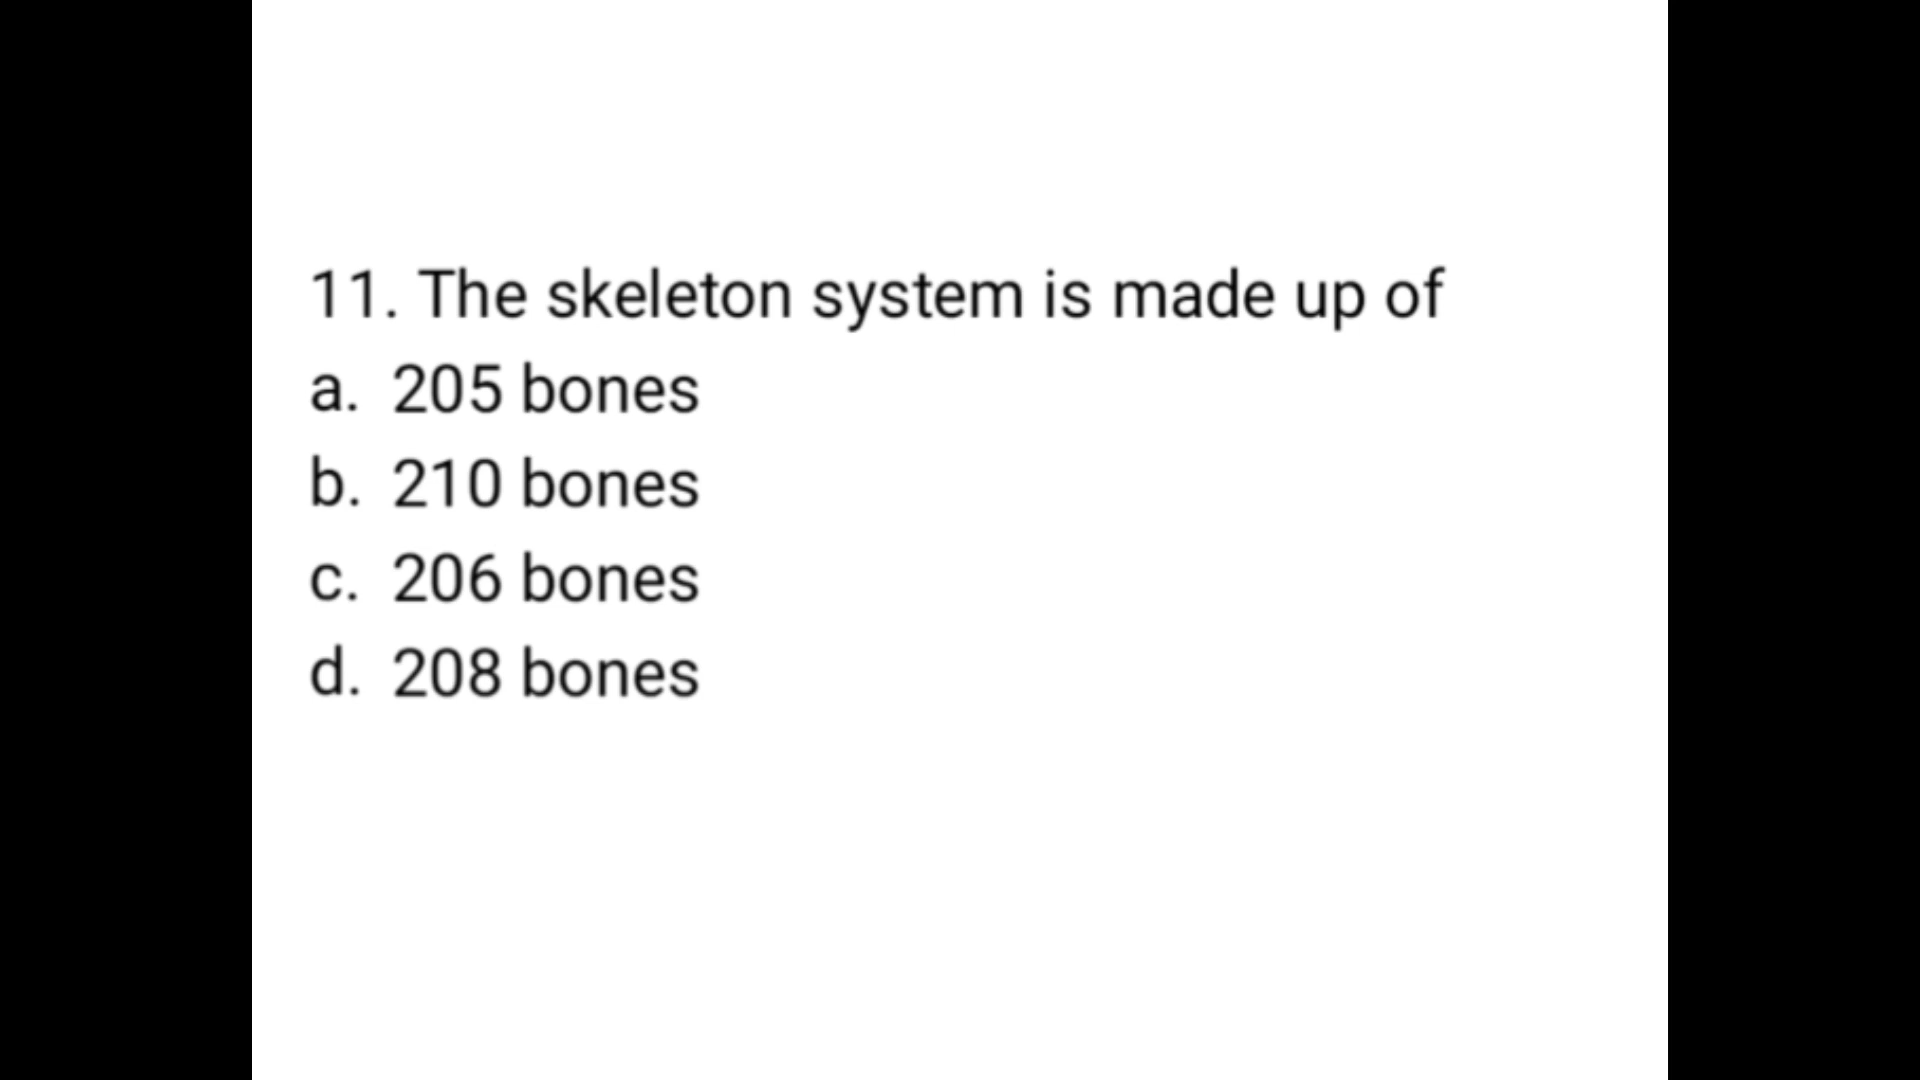 11. The skeleton system is made up of
a. 205 bones
b. 210 bones
c. 206 bones
d. 208 bones